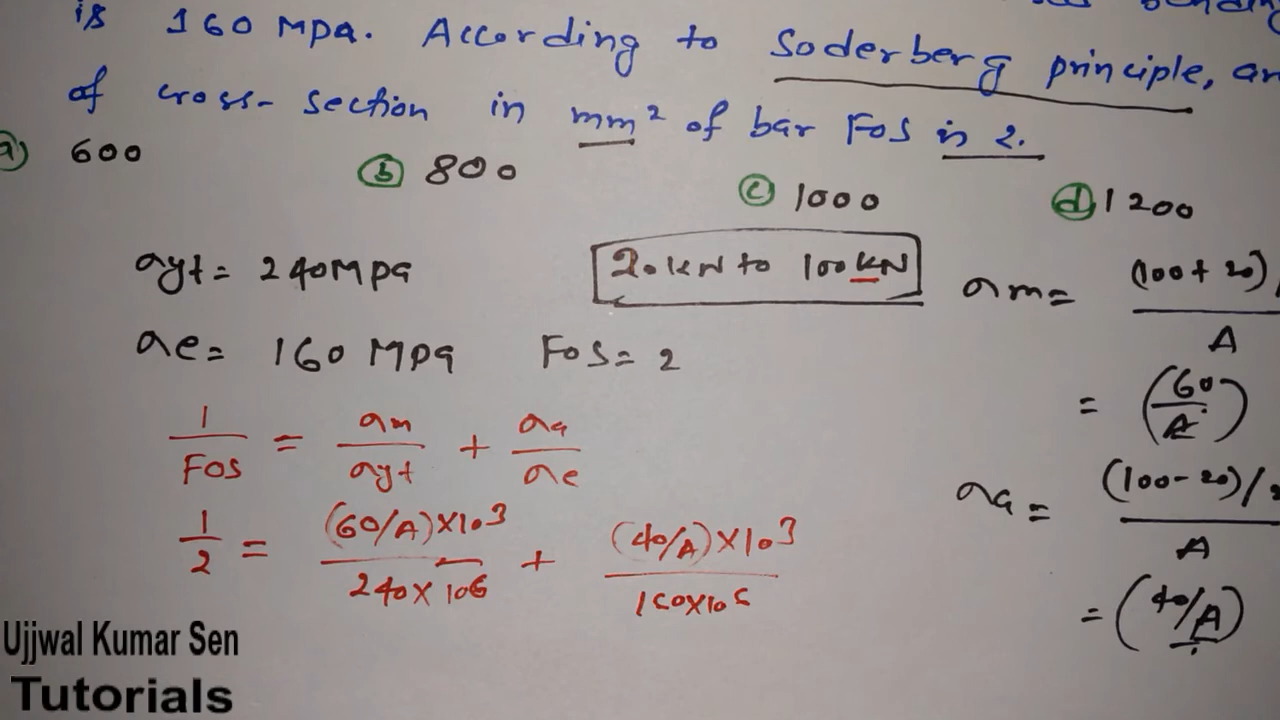 is 160 MPa. According to Soderberg principle, ar
of cross-section in mm² of bar FoS is 2.
a) 600
(b) 800
(c) 1000
(d) 1200
σyt = 240MPa
20kN to 100kN
σm = (100+20)/
A
σe = 160 MPa FoS = 2
= (60/A)
1/FoS = σm/σyt + σa/σe
σa = (100-20)/2
A
1/2 = (60/A)×10³/240×10⁶ + (40/A)×10³/160×10⁶
= (40/A)
Ujjwal Kumar Sen
Tutorials